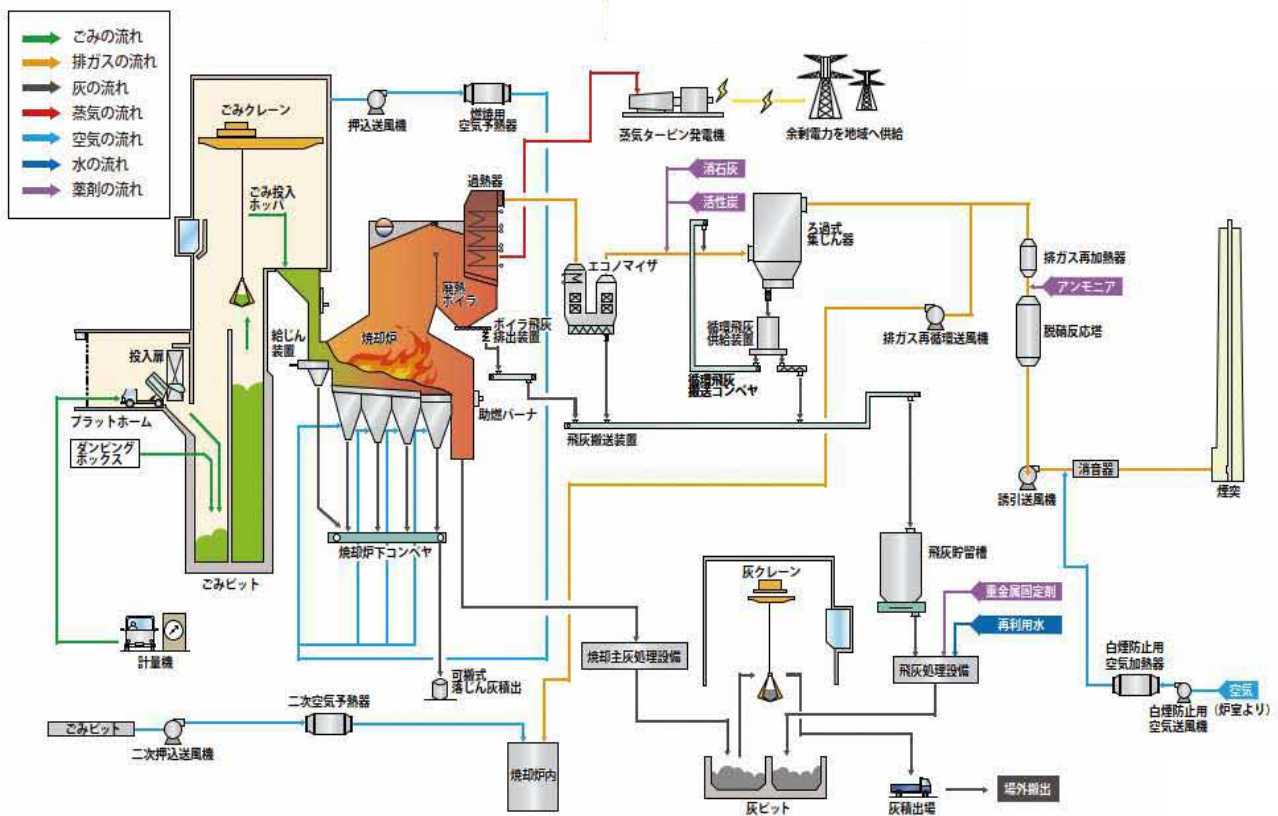 ごみの流れ
排ガスの流れ
灰の流れ
蒸気の流れ
空気の流れ
水の流れ
薬剤の流れ
ごみクレーン
押込送風機
燃焼用
空気予熱器
蒸気タービン発電機
余剰電力を地域へ供給
ごみ投入
ホッパ
過熱器
消石灰
活性炭
ろ過式
集じん器
排ガス再加熱器
アンモニア
脱硝反応塔
エコノマイザ
廃熱
ボイラ
ボイラ飛灰
排出装置
循環飛灰
供給装置
循環飛灰
搬送コンベヤ
排ガス再循環送風機
給じん
装置
焼却炉
投入扉
プラットホーム
助燃バーナ
飛灰搬送装置
ダンピング
ボックス
誘引送風機
消音器
煙突
焼却炉下コンベヤ
ごみピット
飛灰貯留槽
灰クレーン
重金属固定剤
再利用水
計量機
焼却主灰処理設備
飛灰処理設備
可搬式
落じん灰積出
白煙防止用
空気加熱器
空気
(炉室より)
白煙防止用
空気送風機
二次空気予熱器
ごみピット
二次押込送風機
焼却炉内
灰ピット
灰積出場
場外搬出